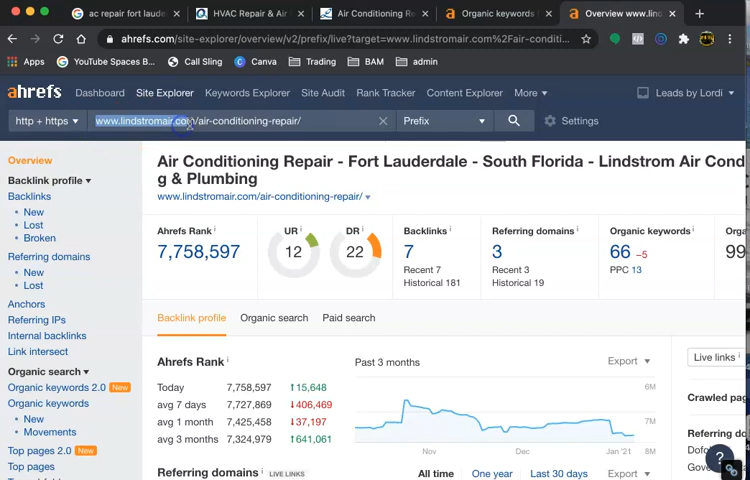 ac repair fort laude
HVAC Repair & Air
Air Conditioning Re
Organic keywords
Overview: www.lind
ahrefs.com/site-explorer/overview/v2/prefix/live?target=www.lindstromair.com%2Fair-conditi...
Apps
YouTube Spaces B...
Call Sling
Canva
Trading
BAM
admin
ahrefs
Dashboard
Site Explorer
Keywords Explorer
Site Audit
Rank Tracker
Content Explorer
More
Leads by Lordi
http + https
www.lindstromair.com/air-conditioning-repair/
Prefix
Settings
Overview
Backlink profile
Backlinks
New
Lost
Broken
Referring domains
New
Lost
Anchors
Referring IPs
Internal backlinks
Link intersect
Organic search
Organic keywords 2.0 New
Organic keywords
New
Movements
Top pages 2.0 New
Top pages
Air Conditioning Repair - Fort Lauderdale - South Florida - Lindstrom Air Cond
g & Plumbing
www.lindstromair.com/air-conditioning-repair/
Ahrefs Rank
7,758,597
UR
12
DR
22
Backlinks
7
Recent 7
Historical 181
Referring domains
3
Recent 3
Historical 19
Organic keywords
66 -5
PPC 13
Orga
99
Backlink profile
Organic search
Paid search
Ahrefs Rank
Today 7,758,597 15,648
avg 7 days 7,727,869 406,469
avg 1 month 7,425,458 37,197
avg 3 months 7,324,979 641,061
Past 3 months
Export
6M
7M
8M
Nov
Dec
Jan '21
Live links
Crawled pag
Referring do
Dofol
Gove
Referring domains LIVE LINKS
All time
One year
Last 30 days
Export
?